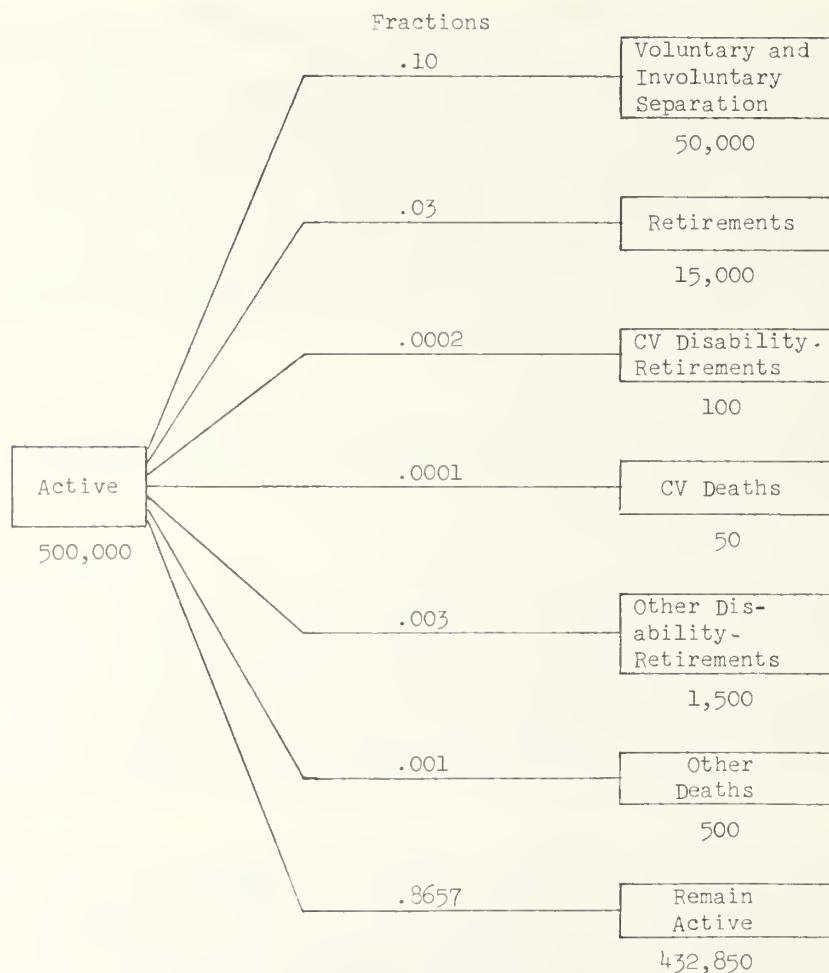 Fractions
.10
Voluntary and
Involuntary
Separation
50,000
.03
Retirements
15,000
.0002
CV Disability-
Retirements
100
Active
500,000
.0001
CV Deaths
50
.003
Other Dis-
ability-
Retirements
1,500
.001
Other
Deaths
500
.8657
Remain
Active
432,850